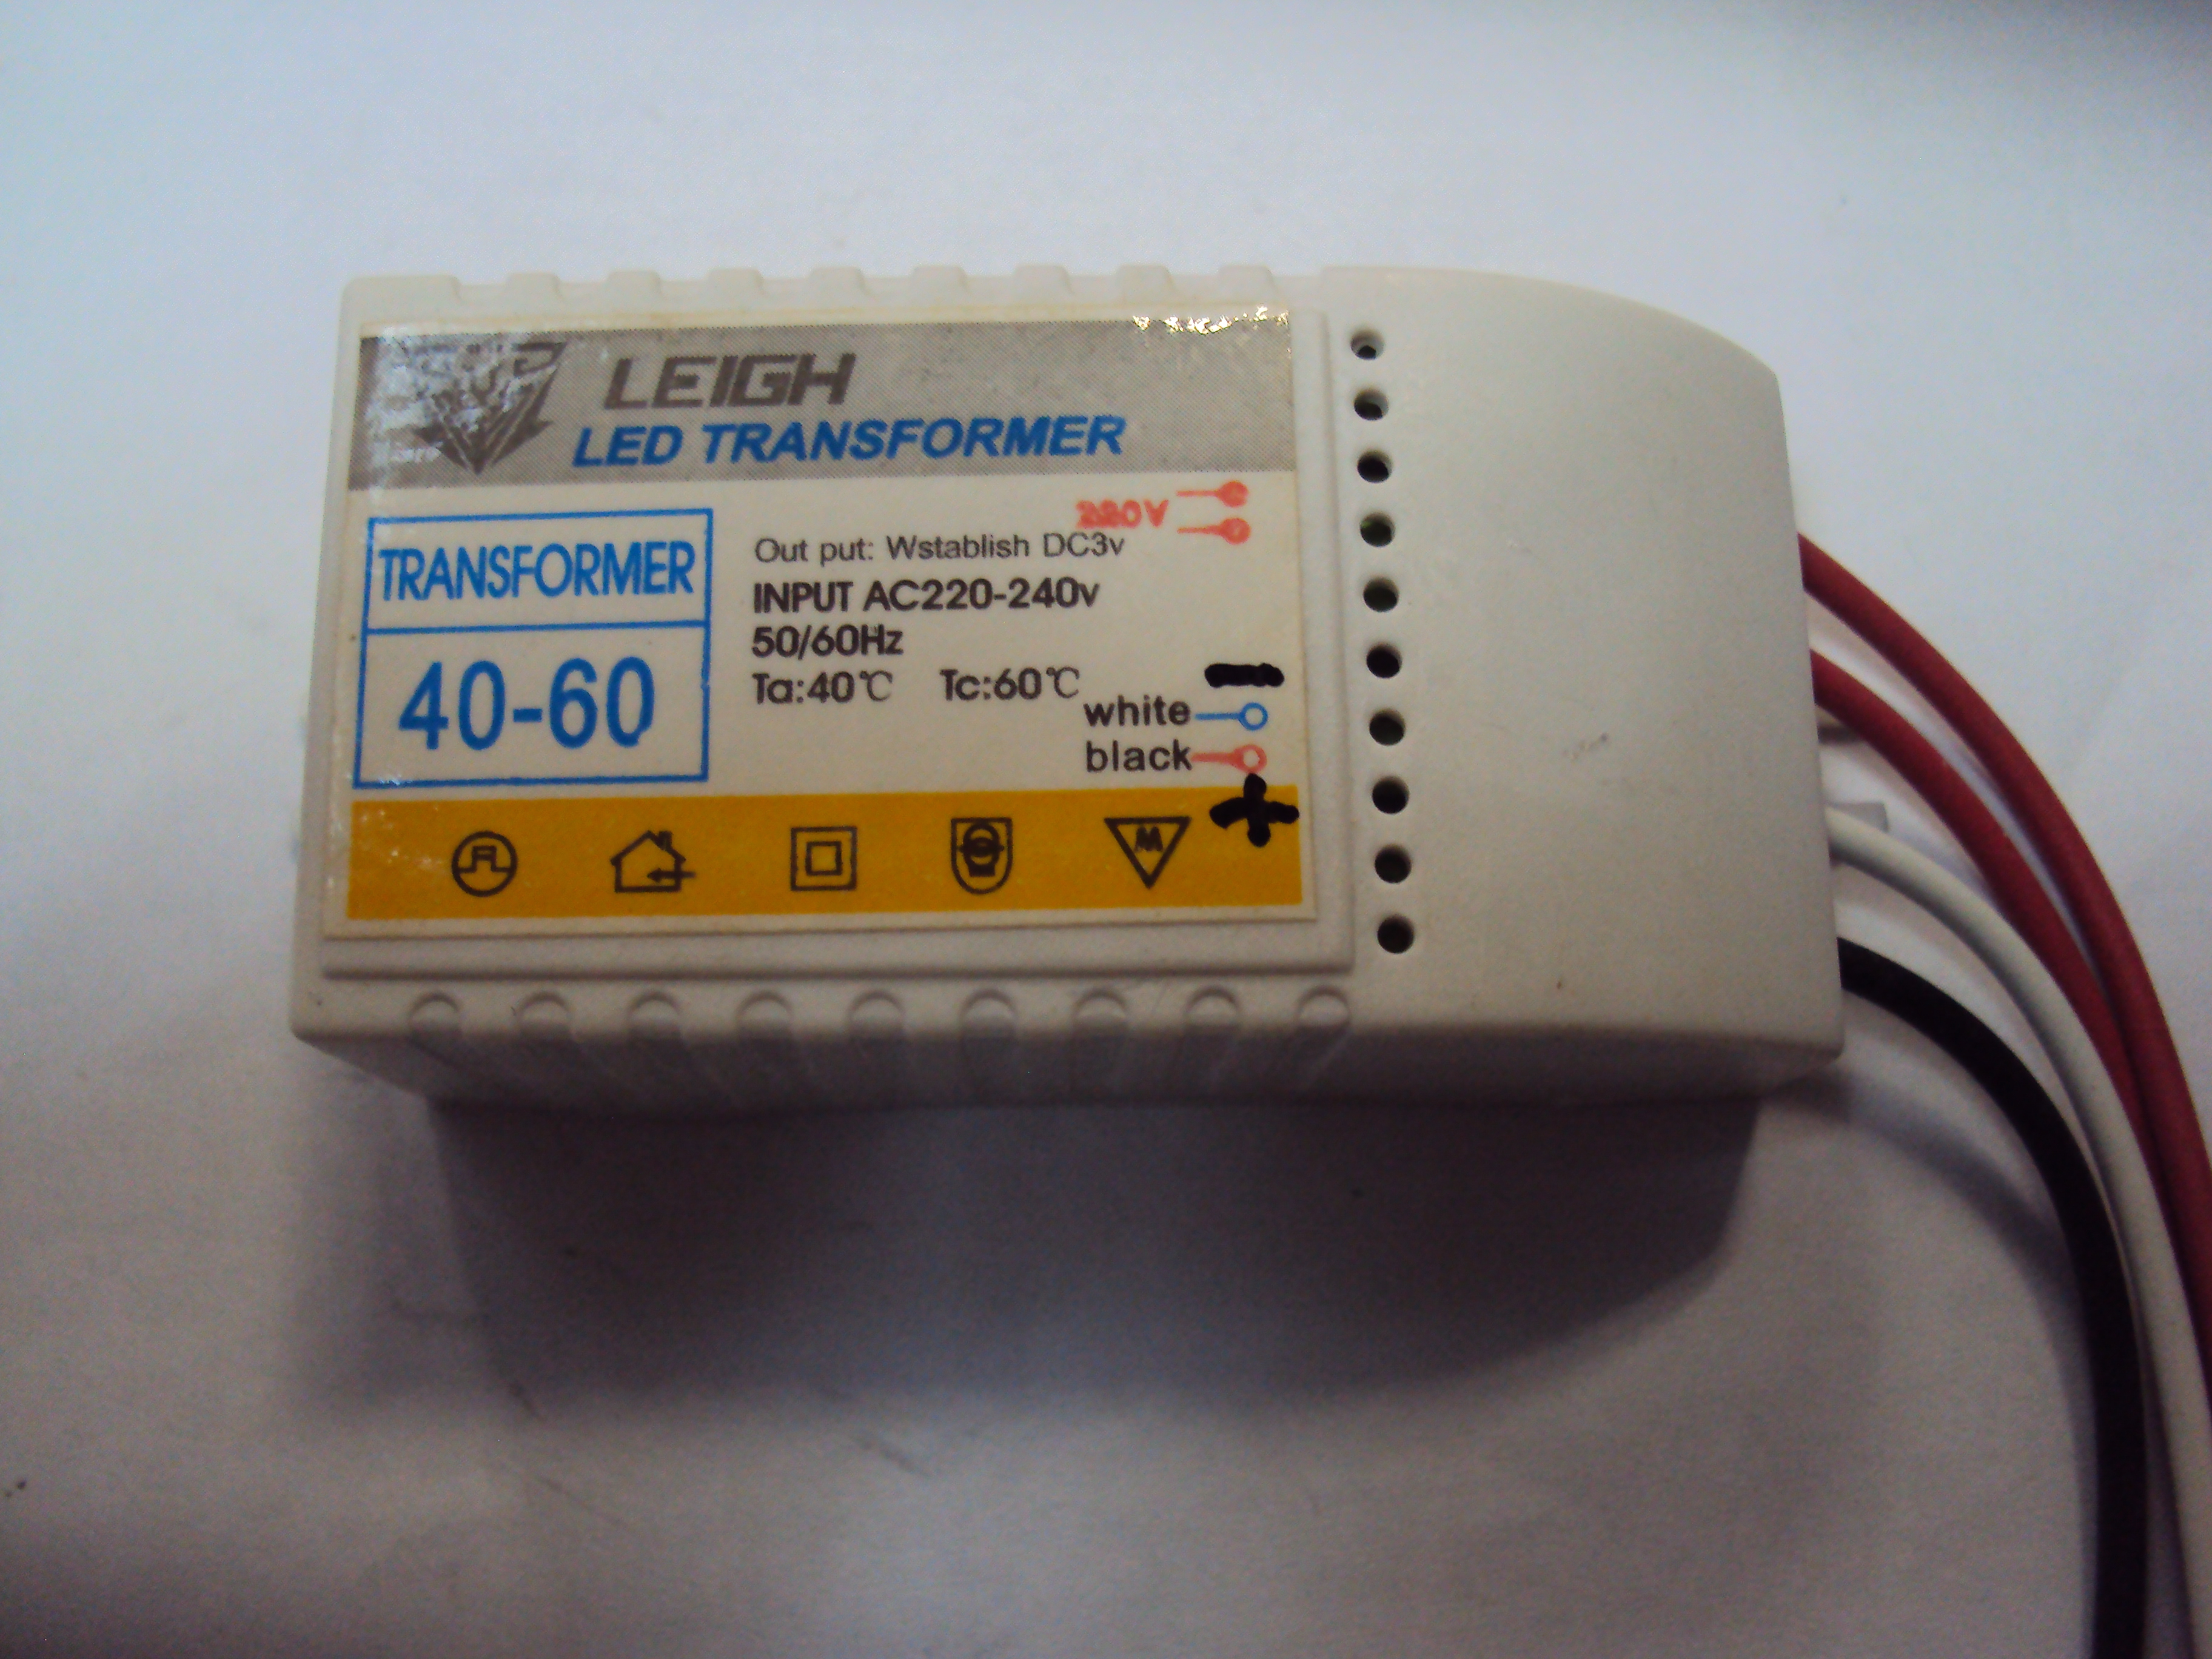 LEIGH
LED TRANSFORMER
TRANSFORMER
40-60
220V
Out put: Wstablish DC3v
INPUT AC220-240v
50/60Hz
Ta:40℃ Tc:60℃
−
white
black
+
M